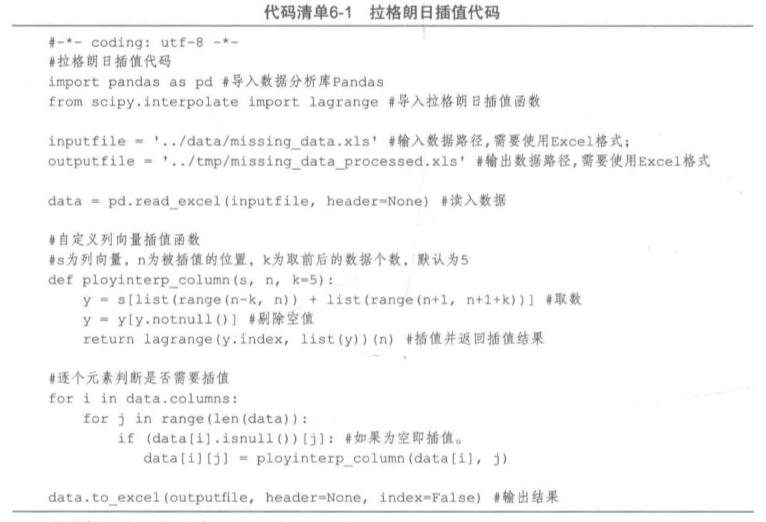 代码清单6-1 拉格朗日插值代码
#-*- coding: utf-8 -*-
#拉格朗日插值代码
import pandas as pd #导入数据分析库Pandas
from scipy.interpolate import lagrange #导入拉格朗日插值函数
inputfile = '../data/missing_data.xls' #输入数据路径,需要使用Excel格式;
outputfile = '../tmp/missing_data_processed.xls' #输出数据路径,需要使用Excel格式
data = pd.read_excel(inputfile, header=None) #读入数据
#自定义列向量插值函数
#s为列向量, n为被插值的位置, k为取前后的数据个数, 默认为5
def ployinterp_column(s, n, k=5):
    y = s[list(range(n-k, n)) + list(range(n+1, n+1+k))] #取数
    y = y[y.notnull()] #剔除空值
    return lagrange(y.index, list(y))(n) #插值并返回插值结果
#逐个元素判断是否需要插值
for i in data.columns:
    for j in range(len(data)):
        if (data[i].isnull())[j]: #如果为空即插值。
            data[i][j] = ployinterp_column(data[i], j)
data.to_excel(outputfile, header=None, index=False) #输出结果